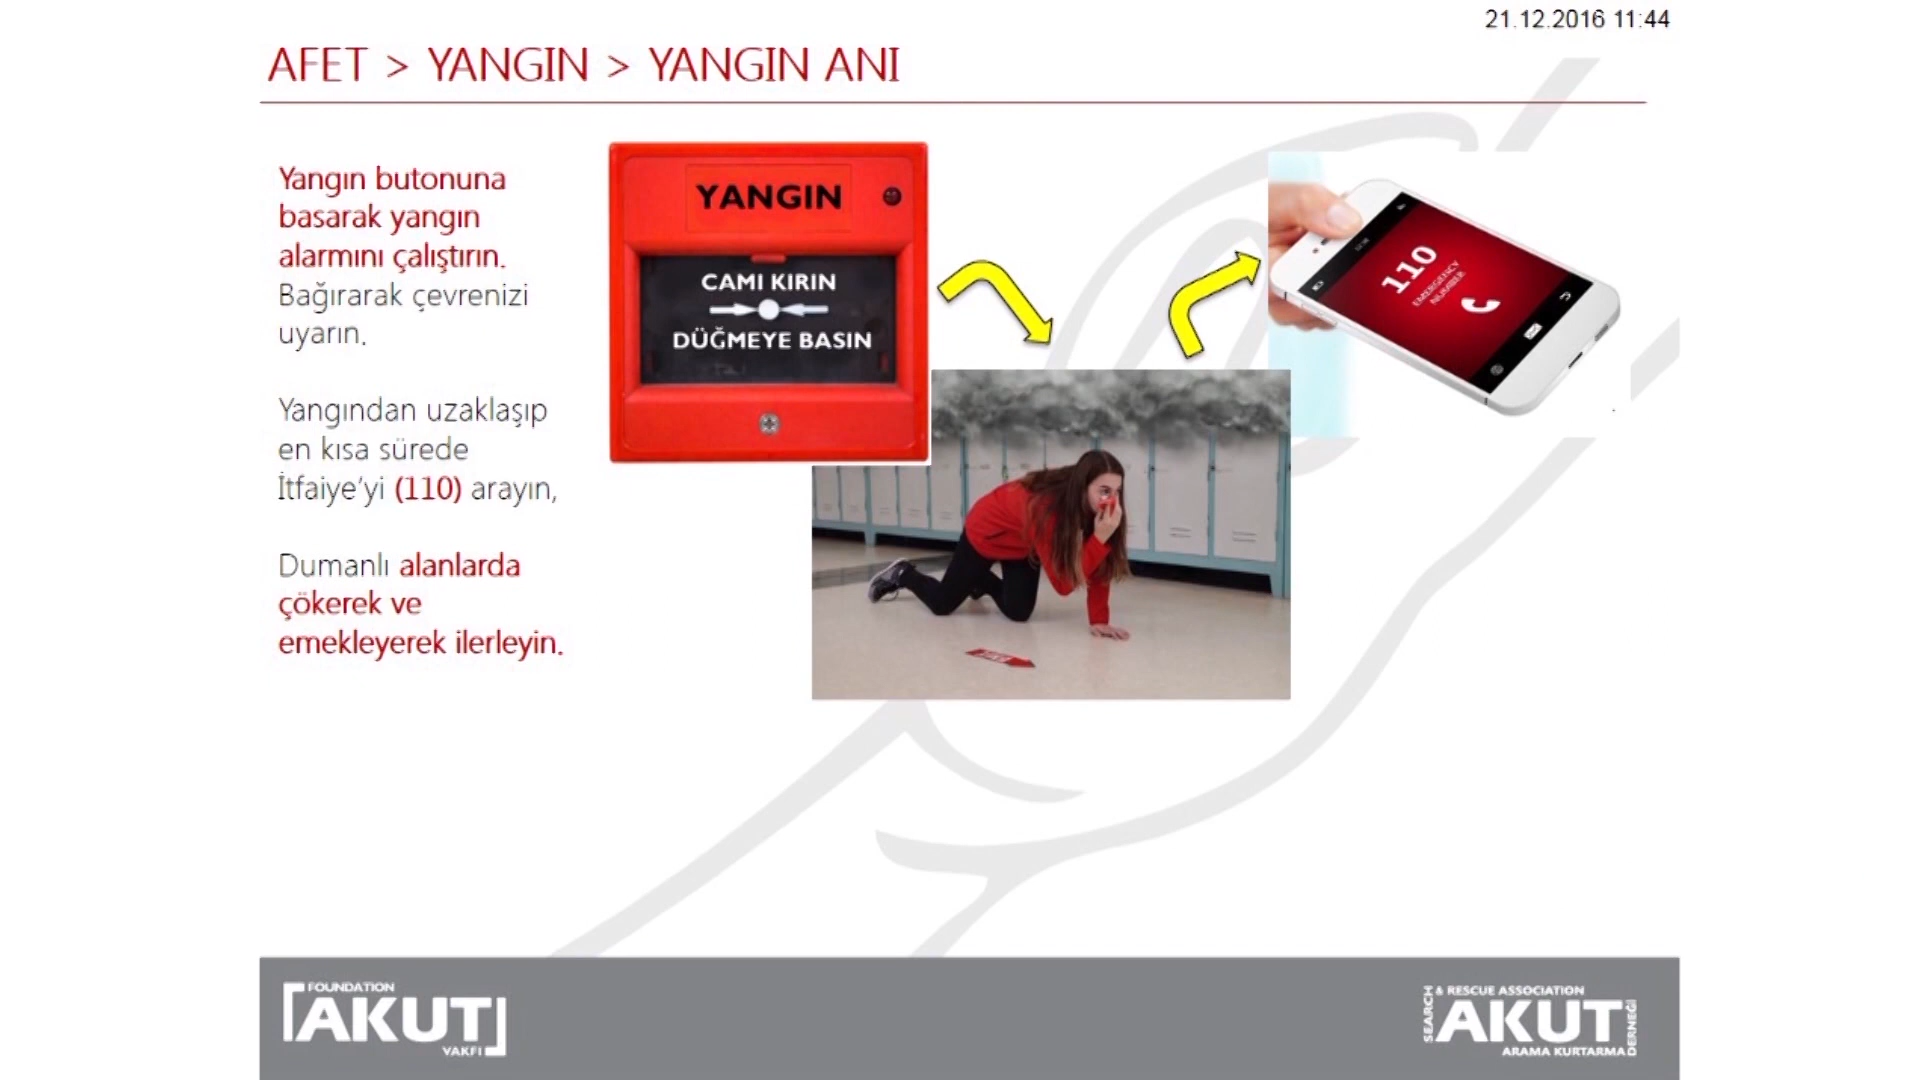 21.12.2016 11:44
AFET > YANGIN > YANGIN ANI
Yangın butonuna
basarak yangın
alarmını çalıştırın.
Bağırarak çevrenizi
uyarın.
Yangından uzaklaşıp
en kısa sürede
İtfaiye'yi (110) arayın,
Dumanlı alanlarda
çökerek ve
emekleyerek ilerleyin.
YANGIN
CAMI KIRIN
DÜĞMEYE BASIN
110
EMERGENCY
NUMBER
FOUNDATION
AKUT
VAKFI
SEARCH & RESCUE ASSOCIATION
AKUT
ARAMA KURTARMA DERNEĞİ